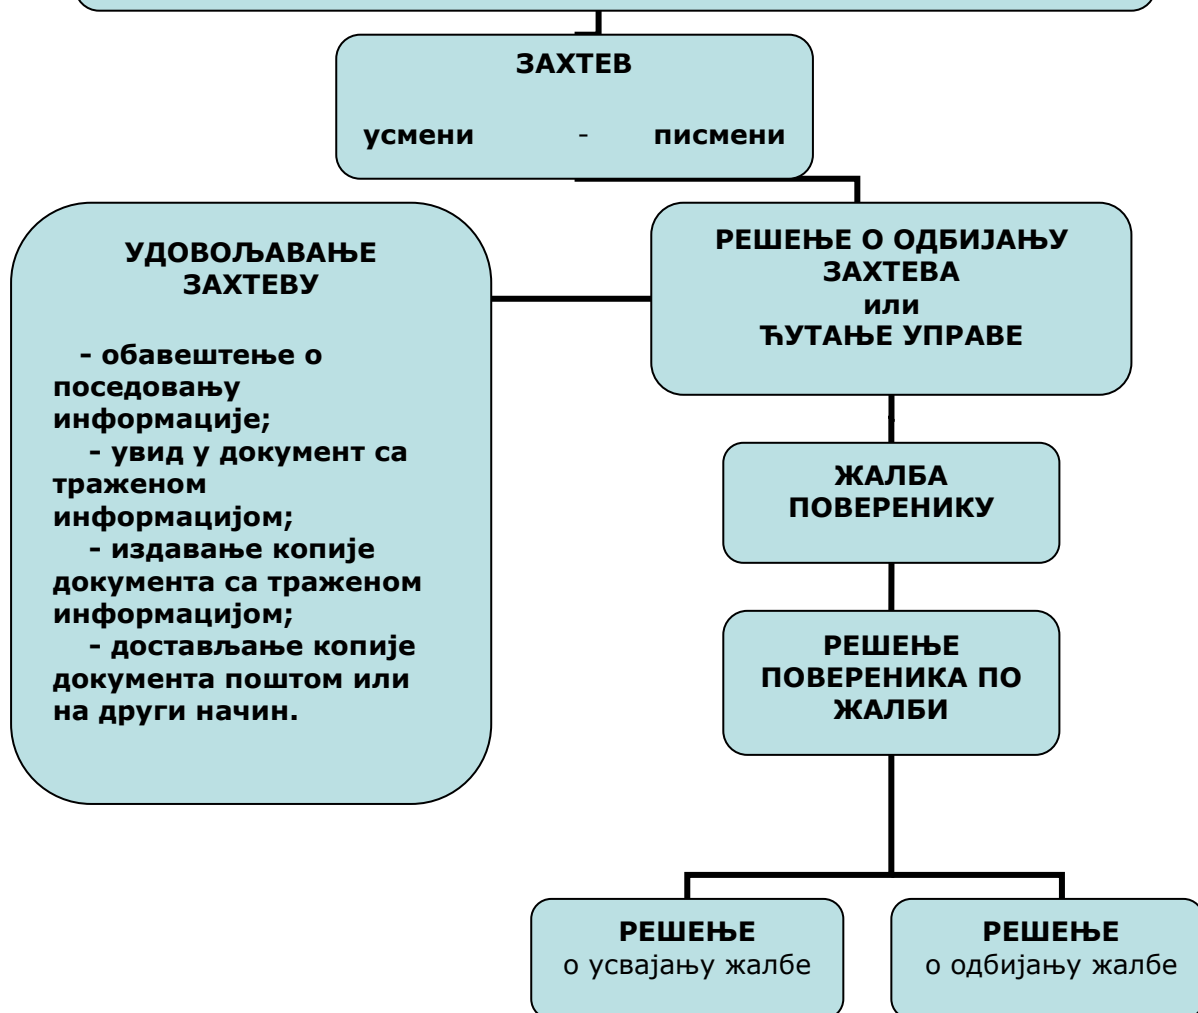 ЗАХТЕВ
усмени - писмени
УДОВОЉАВАЊЕ
ЗАХТЕВУ
- обавештење о
поседовању
информације;
- увид у документ са
траженом
информацијом;
- издавање копије
документа са траженом
информацијом;
- достављање копије
документа поштом или
на други начин.
РЕШЕЊЕ О ОДБИЈАЊУ
ЗАХТЕВА
или
ЋУТАЊЕ УПРАВЕ
ЖАЛБА
ПОВЕРЕНИКУ
РЕШЕЊЕ
ПОВЕРЕНИКА ПО
ЖАЛБИ
РЕШЕЊЕ
о усвајању жалбе
РЕШЕЊЕ
о одбијању жалбе